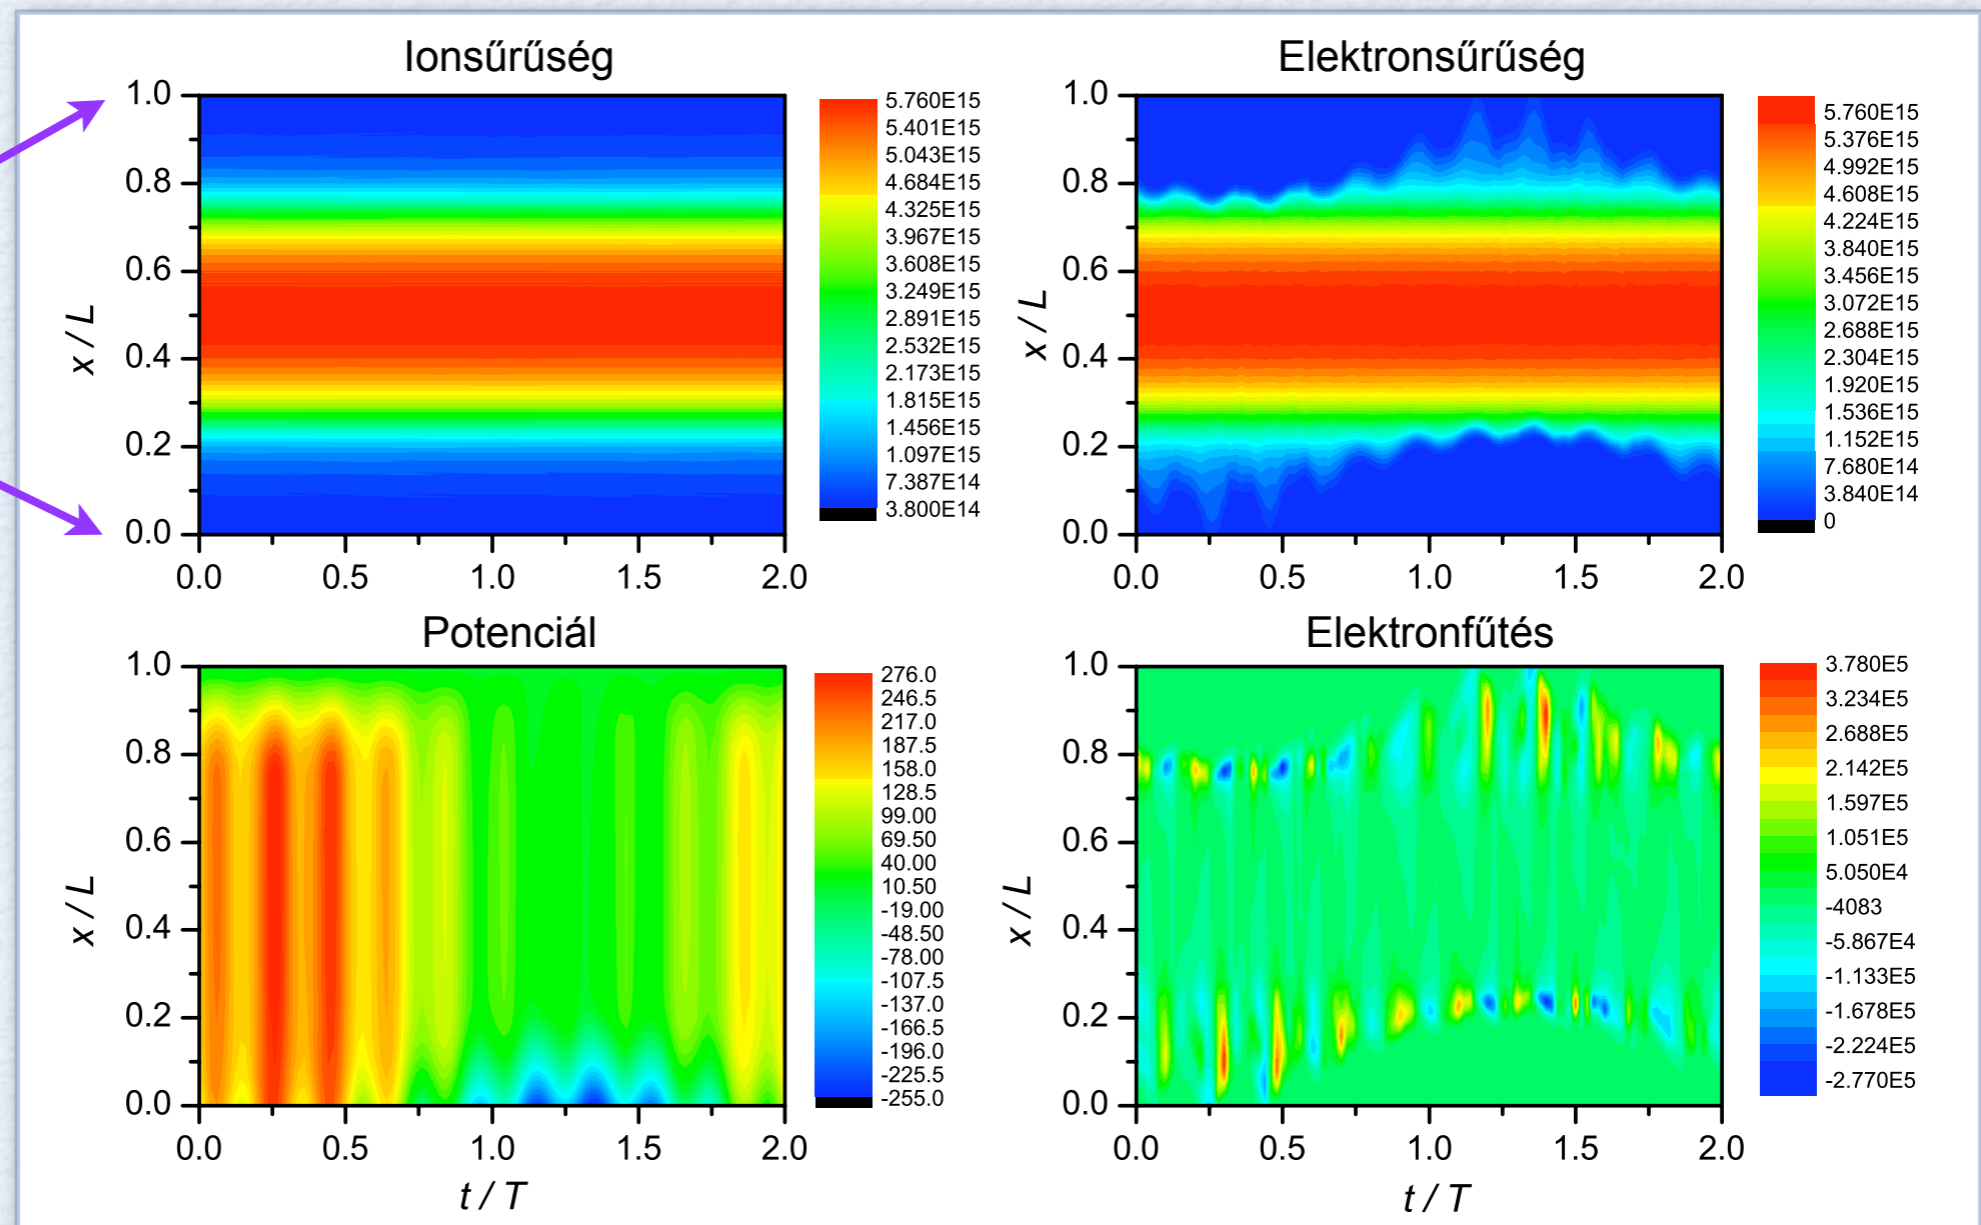 Ionsűrűség
1.0
0.8
0.6
0.4
0.2
0.0
x / L
0.0 0.5 1.0 1.5 2.0
5.760E15
5.401E15
5.043E15
4.684E15
4.325E15
3.967E15
3.608E15
3.249E15
2.891E15
2.532E15
2.173E15
1.815E15
1.456E15
1.097E15
7.387E14
3.800E14
Elektronsűrűség
1.0
0.8
0.6
0.4
0.2
0.0
x / L
0.0 0.5 1.0 1.5 2.0
5.760E15
5.376E15
4.992E15
4.608E15
4.224E15
3.840E15
3.456E15
3.072E15
2.688E15
2.304E15
1.920E15
1.536E15
1.152E15
7.680E14
3.840E14
0
Potenciál
1.0
0.8
0.6
0.4
0.2
0.0
x / L
0.0 0.5 1.0 1.5 2.0
t / T
276.0
246.5
217.0
187.5
158.0
128.5
99.00
69.50
40.00
10.50
-19.00
-48.50
-78.00
-107.5
-137.0
-166.5
-196.0
-225.5
-255.0
Elektronfűtés
1.0
0.8
0.6
0.4
0.2
0.0
x / L
0.0 0.5 1.0 1.5 2.0
t / T
3.780E5
3.234E5
2.688E5
2.142E5
1.597E5
1.051E5
5.050E4
-4083
-5.867E4
-1.133E5
-1.678E5
-2.224E5
-2.770E5